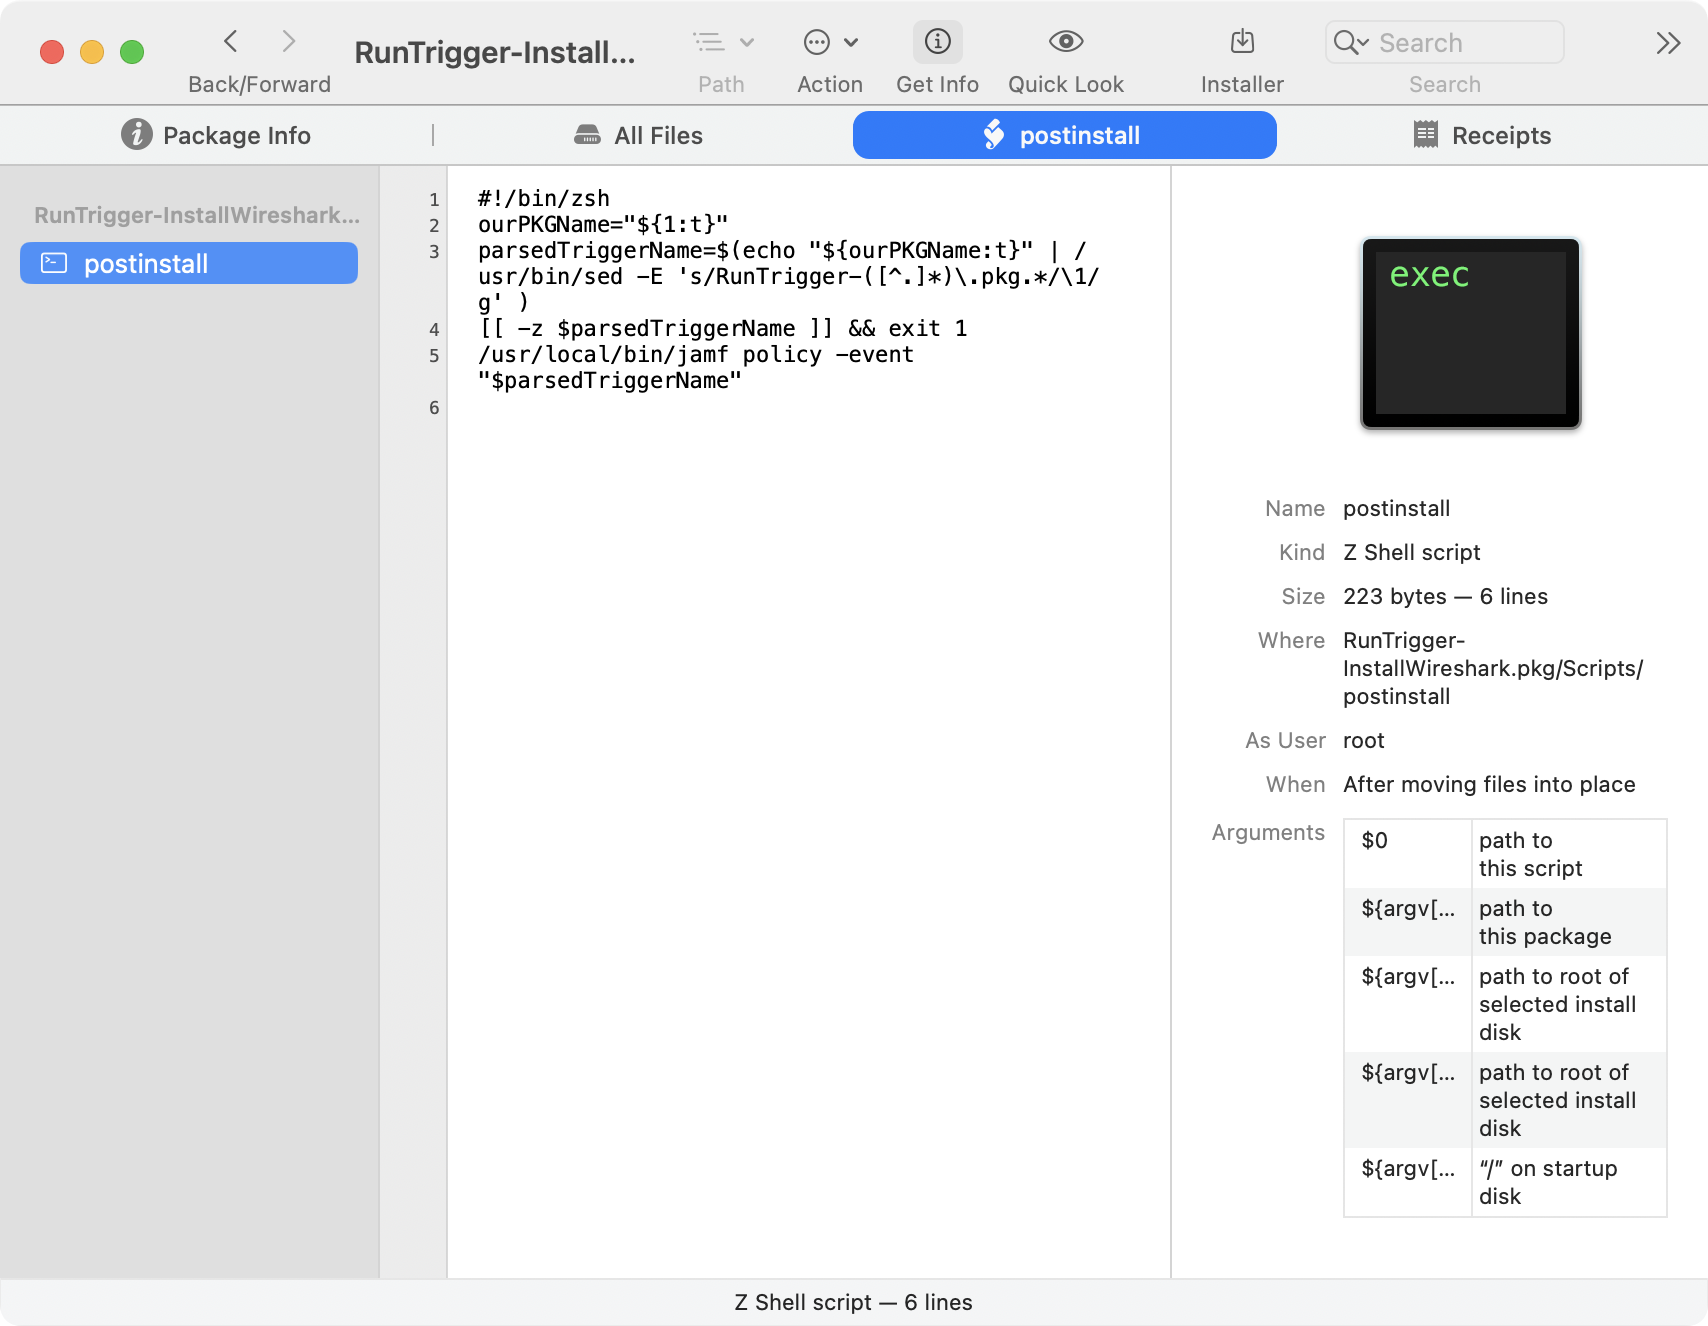 RunTrigger-Install...
Back/Forward
Path
Action
Get Info
Quick Look
Installer
Search
Search
Package Info
All Files
postinstall
Receipts
RunTrigger-InstallWireshark...
postinstall
1 #!/bin/zsh
2 ourPKGName="${1:t}"
3 parsedTriggerName=$(echo "${ourPKGName:t}" | /
usr/bin/sed -E 's/RunTrigger-([^.]*)\.pkg.*/\1/
g' )
4 [[ -z $parsedTriggerName ]] && exit 1
5 /usr/local/bin/jamf policy -event
"$parsedTriggerName"
6
exec
Name postinstall
Kind Z Shell script
Size 223 bytes — 6 lines
Where RunTrigger-
InstallWireshark.pkg/Scripts/
postinstall
As User root
When After moving files into place
Arguments
$0 path to
this script
${argv[... path to
this package
${argv[... path to root of
selected install
disk
${argv[... path to root of
selected install
disk
${argv[... “/” on startup
disk
Z Shell script — 6 lines